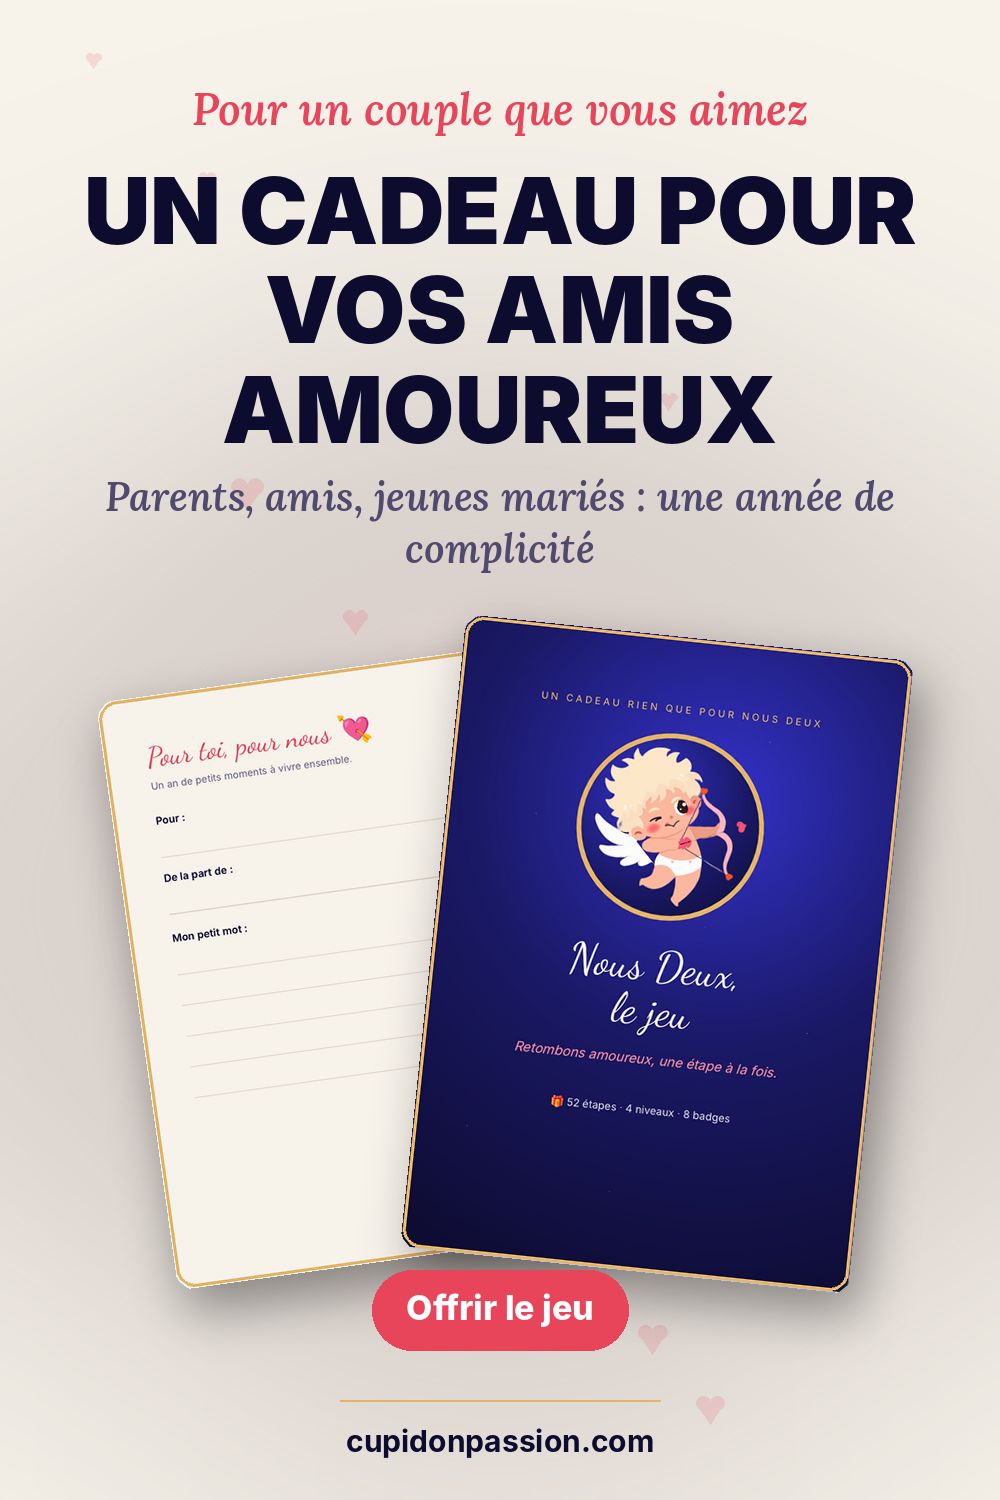 Pour un couple que vous aimez
UN CADEAU POUR
VOS AMIS
AMOUREUX
Parents, amis, jeunes mariés : une année de
complicité
Pour toi, pour nous
Un an de petits moments à vivre ensemble.
Pour :
De la part de :
Mon petit mot :
UN CADEAU RIEN QUE POUR NOUS DEUX
Nous Deux,
le jeu
Retombons amoureux, une étape à la fois.
52 étapes · 4 niveaux · 8 badges
Offrir le jeu
cupidonpassion.com